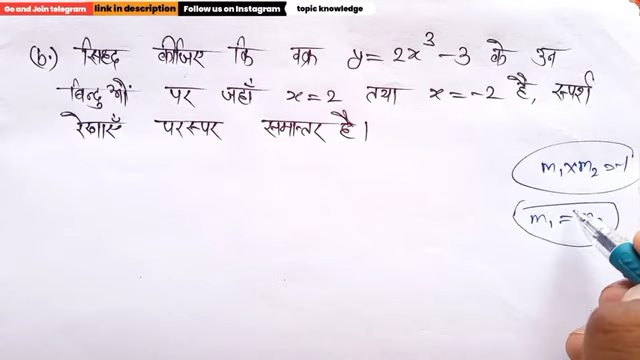 Go and Join telegram link in description Follow us on Instagram topic knowledge
(b.) सिद्ध कीजिए कि वक्र y = 2x³ - 3 के उन
बिन्दुओं पर जहाँ x = 2 तथा x = -2 है, स्पर्श
रेखाएँ परस्पर समान्तर है।
m₁ x m₂ = -1
m₁ =